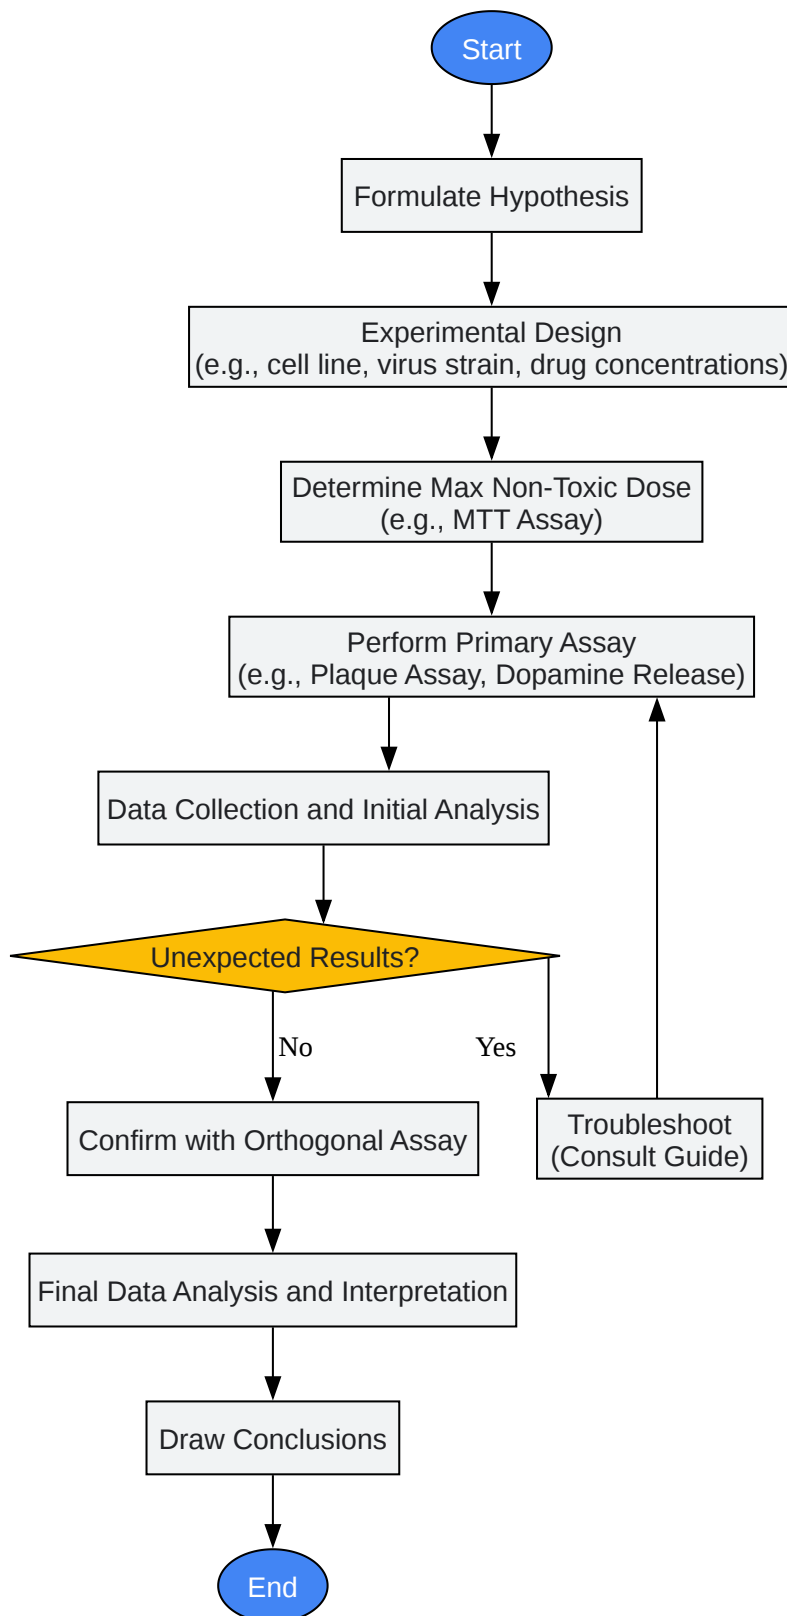 Start
Formulate Hypothesis
Experimental Design
(e.g., cell line, virus strain, drug concentrations)
Determine Max Non-Toxic Dose
(e.g., MTT Assay)
Perform Primary Assay
(e.g., Plaque Assay, Dopamine Release)
Data Collection and Initial Analysis
Unexpected Results?
No
Yes
Confirm with Orthogonal Assay
Troubleshoot
(Consult Guide)
Final Data Analysis and Interpretation
Draw Conclusions
End